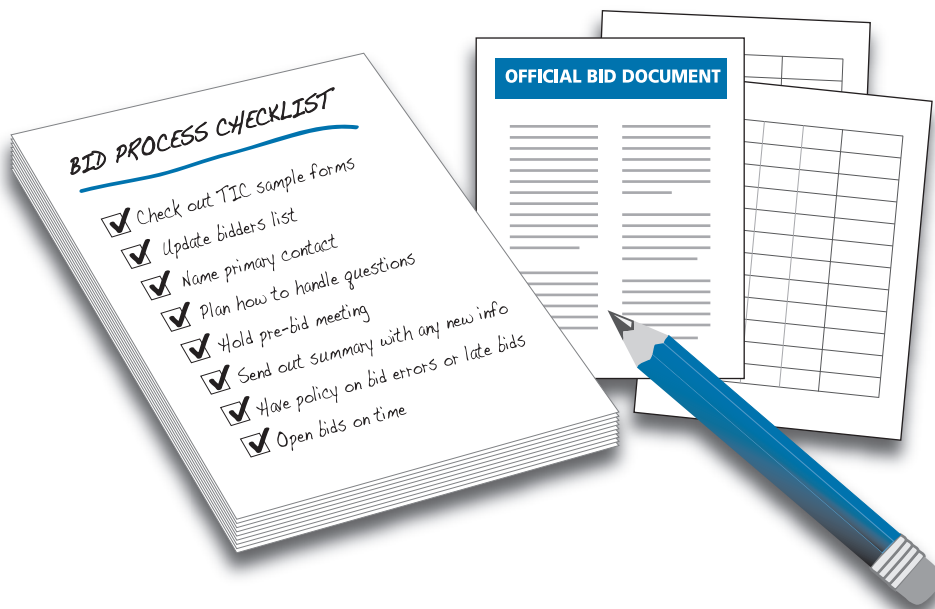 BID PROCESS CHECKLIST
Check out TIC sample forms
Update bidders list
Name primary contact
Plan how to handle questions
Hold pre-bid meeting
Send out summary with any new info
Have policy on bid errors or late bids
Open bids on time
OFFICIAL BID DOCUMENT